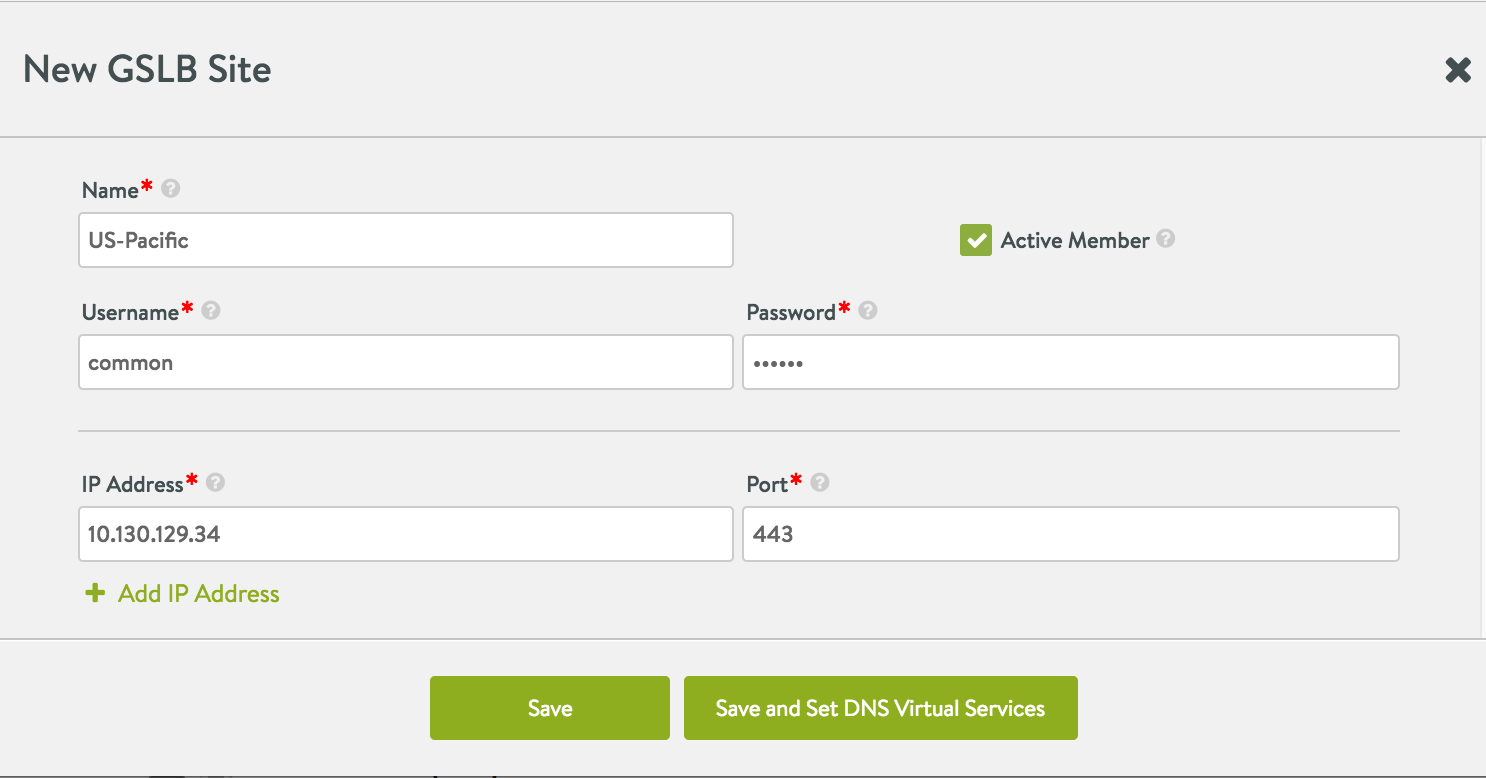 New GSLB Site
Name*
US-Pacific
Active Member
Username*
Password*
common
••••••
IP Address*
Port*
10.130.129.34
443
+ Add IP Address
Save
Save and Set DNS Virtual Services